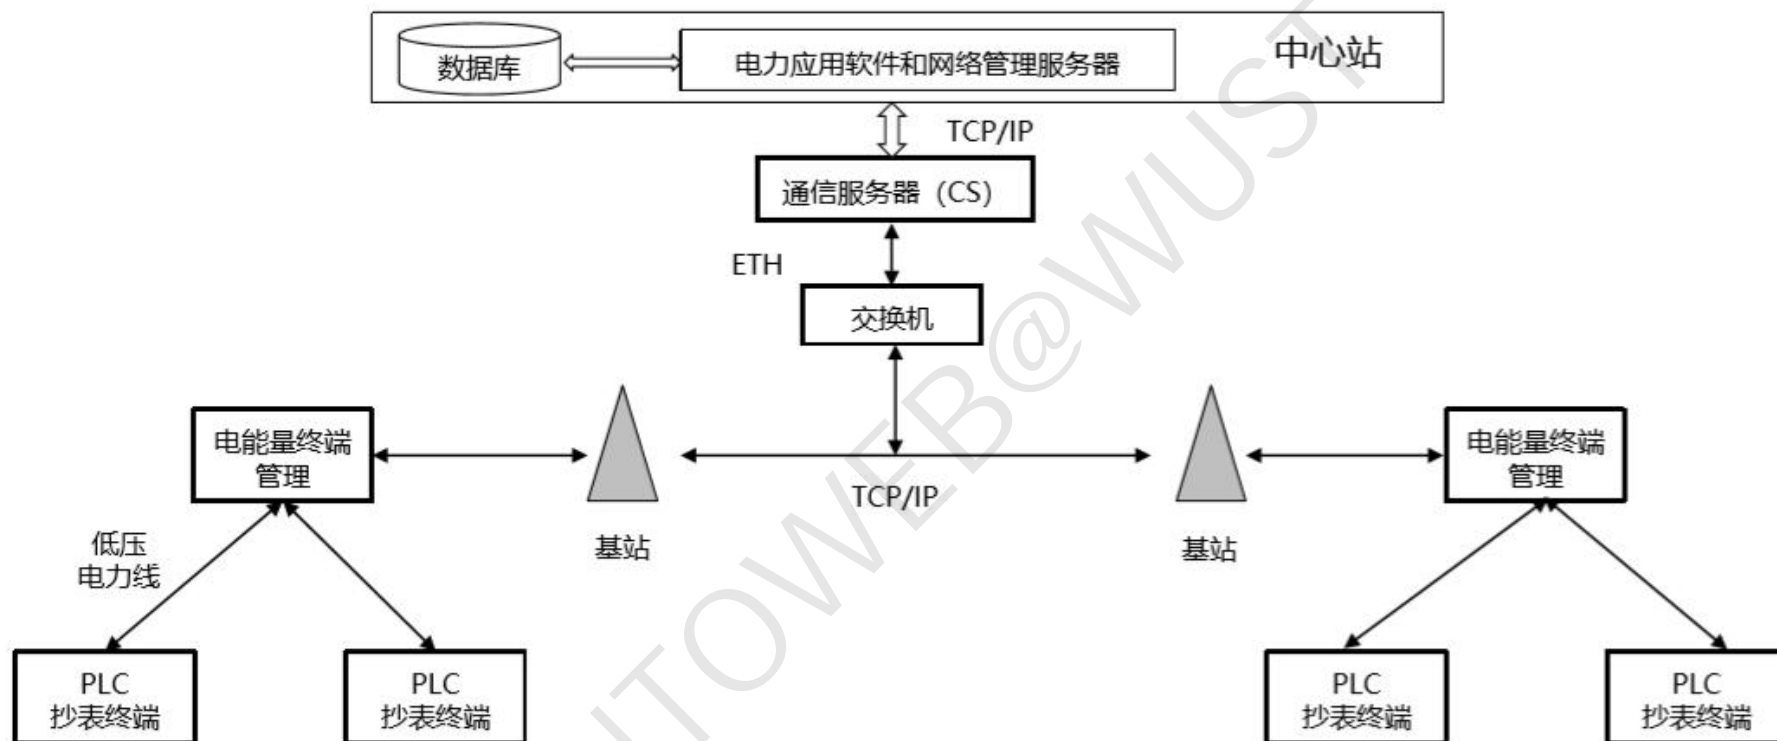 数据库
电力应用软件和网络管理服务器
中心站
TCP/IP
通信服务器（CS）
ETH
交换机
电能量终端
管理
电能量终端
管理
TCP/IP
基站
基站
低压
电力线
PLC
抄表终端
PLC
抄表终端
PLC
抄表终端
PLC
抄表终端
ITOWEB@WUST